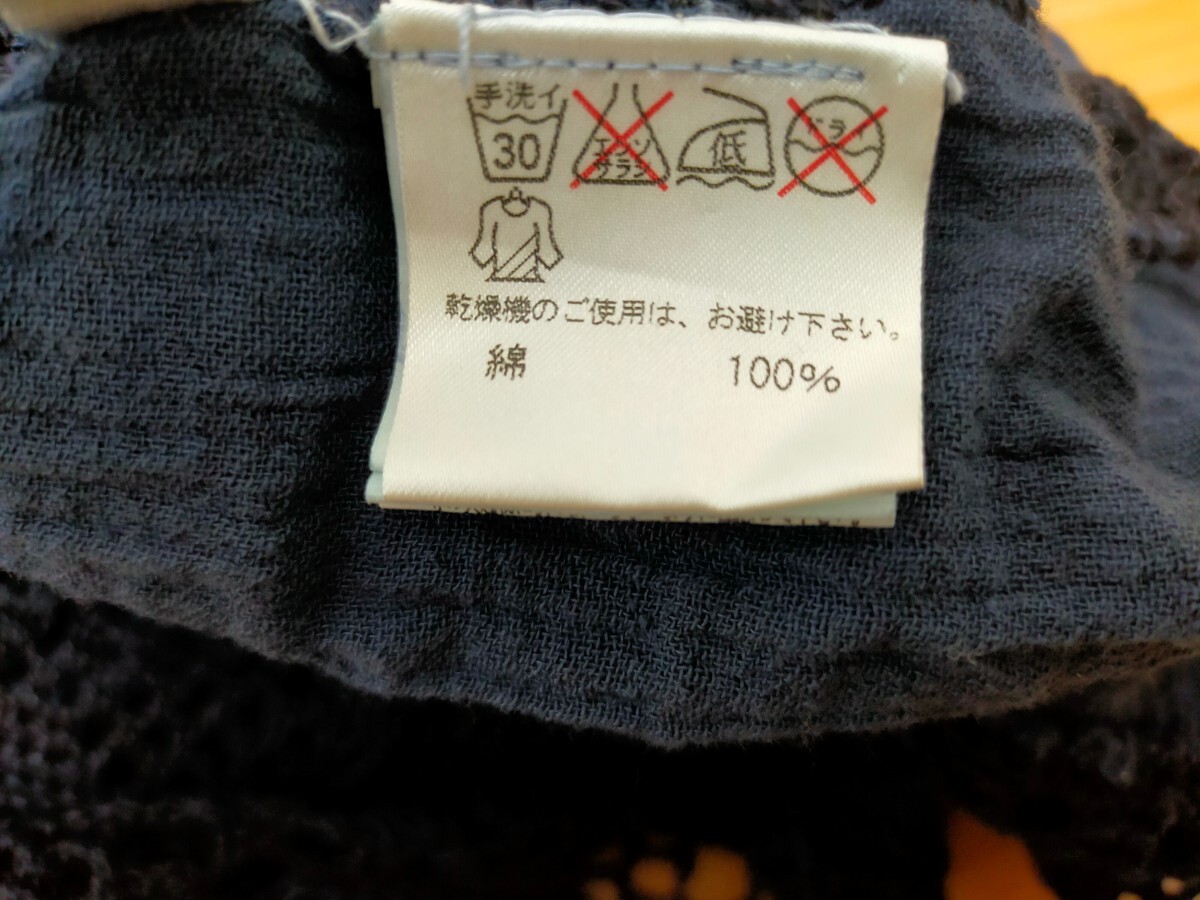 手洗イ
30
エンソ
サラシ
低
ドライ
乾燥機のご使用は、お避け下さい。
綿 100%